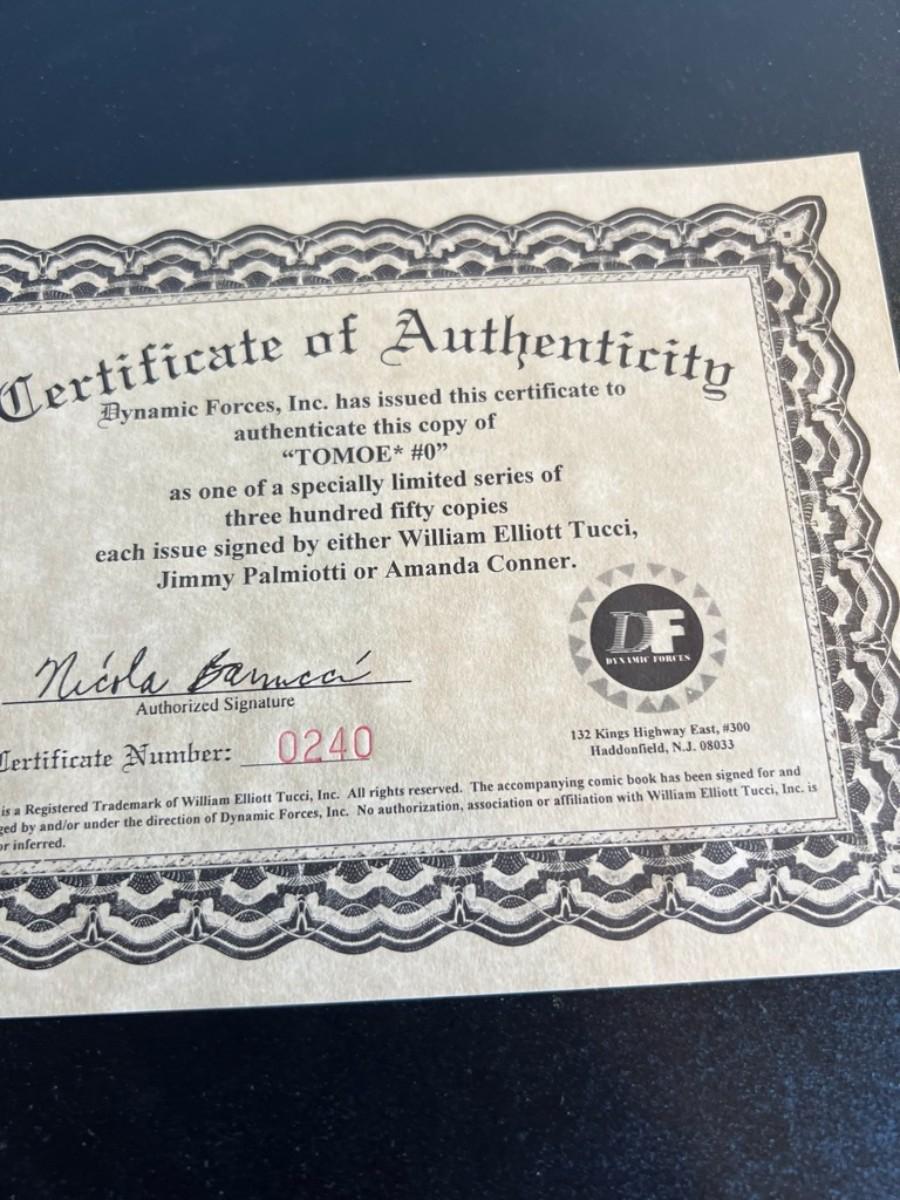 Certificate of Authenticity
Dynamic Forces, Inc. has issued this certificate to
authenticate this copy of
“TOMOE* #0”
as one of a specially limited series of
three hundred fifty copies
each issue signed by either William Elliott Tucci,
Jimmy Palmiotti or Amanda Conner.
DF
DYNAMIC FORCES
Nicola Barrucci
Authorized Signature
132 Kings Highway East, #300
Haddonfield, N.J. 08033
Certificate Number: 0240
is a Registered Trademark of William Elliott Tucci, Inc. All rights reserved. The accompanying comic book has been signed for and
ged by and/or under the direction of Dynamic Forces, Inc. No authorization, association or affiliation with William Elliott Tucci, Inc. is
or inferred.